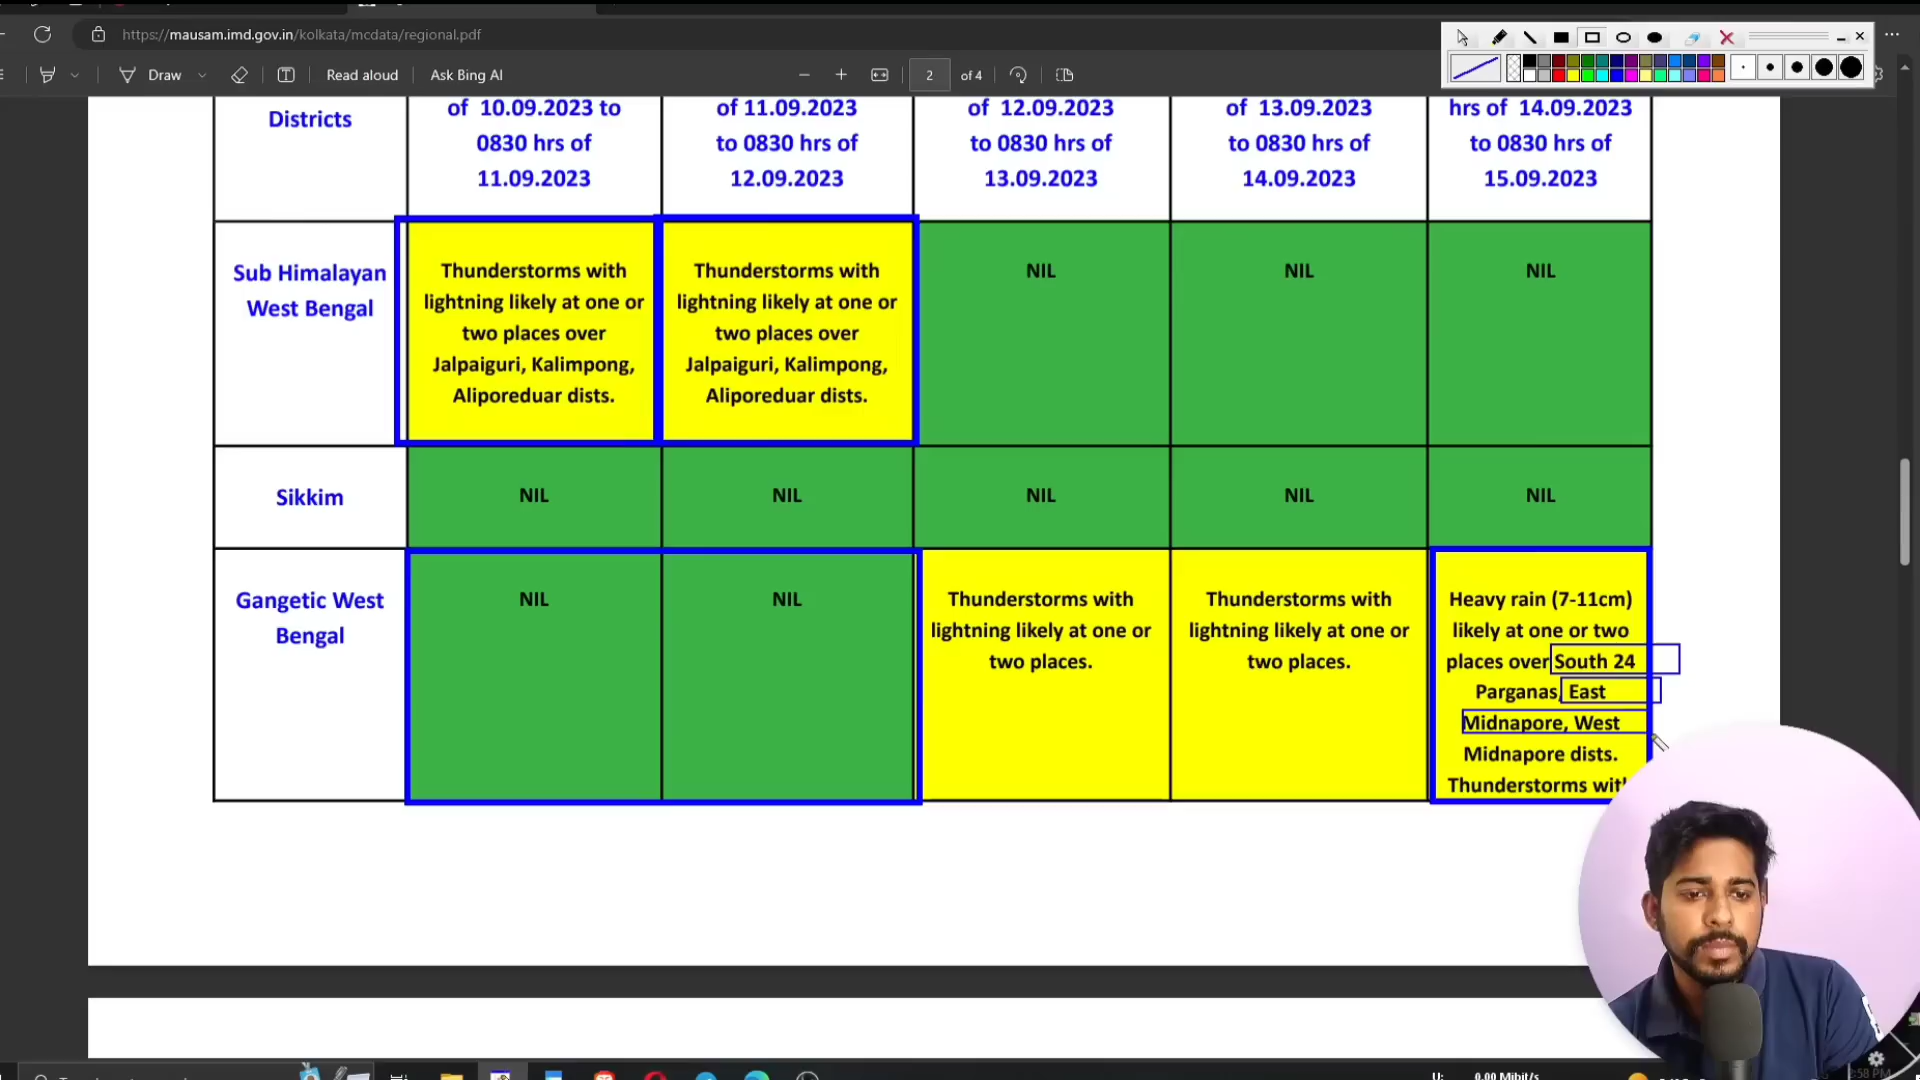 https://mausam.imd.gov.in/kolkata/mcdata/regional.pdf
Draw
Read aloud
Ask Bing AI
2
of 4
Districts
of 10.09.2023 to
0830 hrs of
11.09.2023
of 11.09.2023
to 0830 hrs of
12.09.2023
of 12.09.2023
to 0830 hrs of
13.09.2023
of 13.09.2023
to 0830 hrs of
14.09.2023
hrs of 14.09.2023
to 0830 hrs of
15.09.2023
Sub Himalayan
West Bengal
Thunderstorms with
lightning likely at one or
two places over
Jalpaiguri, Kalimpong,
Aliporeduar dists.
Thunderstorms with
lightning likely at one or
two places over
Jalpaiguri, Kalimpong,
Aliporeduar dists.
NIL
NIL
NIL
Sikkim
NIL
NIL
NIL
NIL
NIL
Gangetic West
Bengal
NIL
NIL
Thunderstorms with
lightning likely at one or
two places.
Thunderstorms with
lightning likely at one or
two places.
Heavy rain (7-11cm)
likely at one or two
places over South 24
Parganas, East
Midnapore, West
Midnapore dists.
Thunderstorms with
U:
0.00 Mibit/s
:58 PM